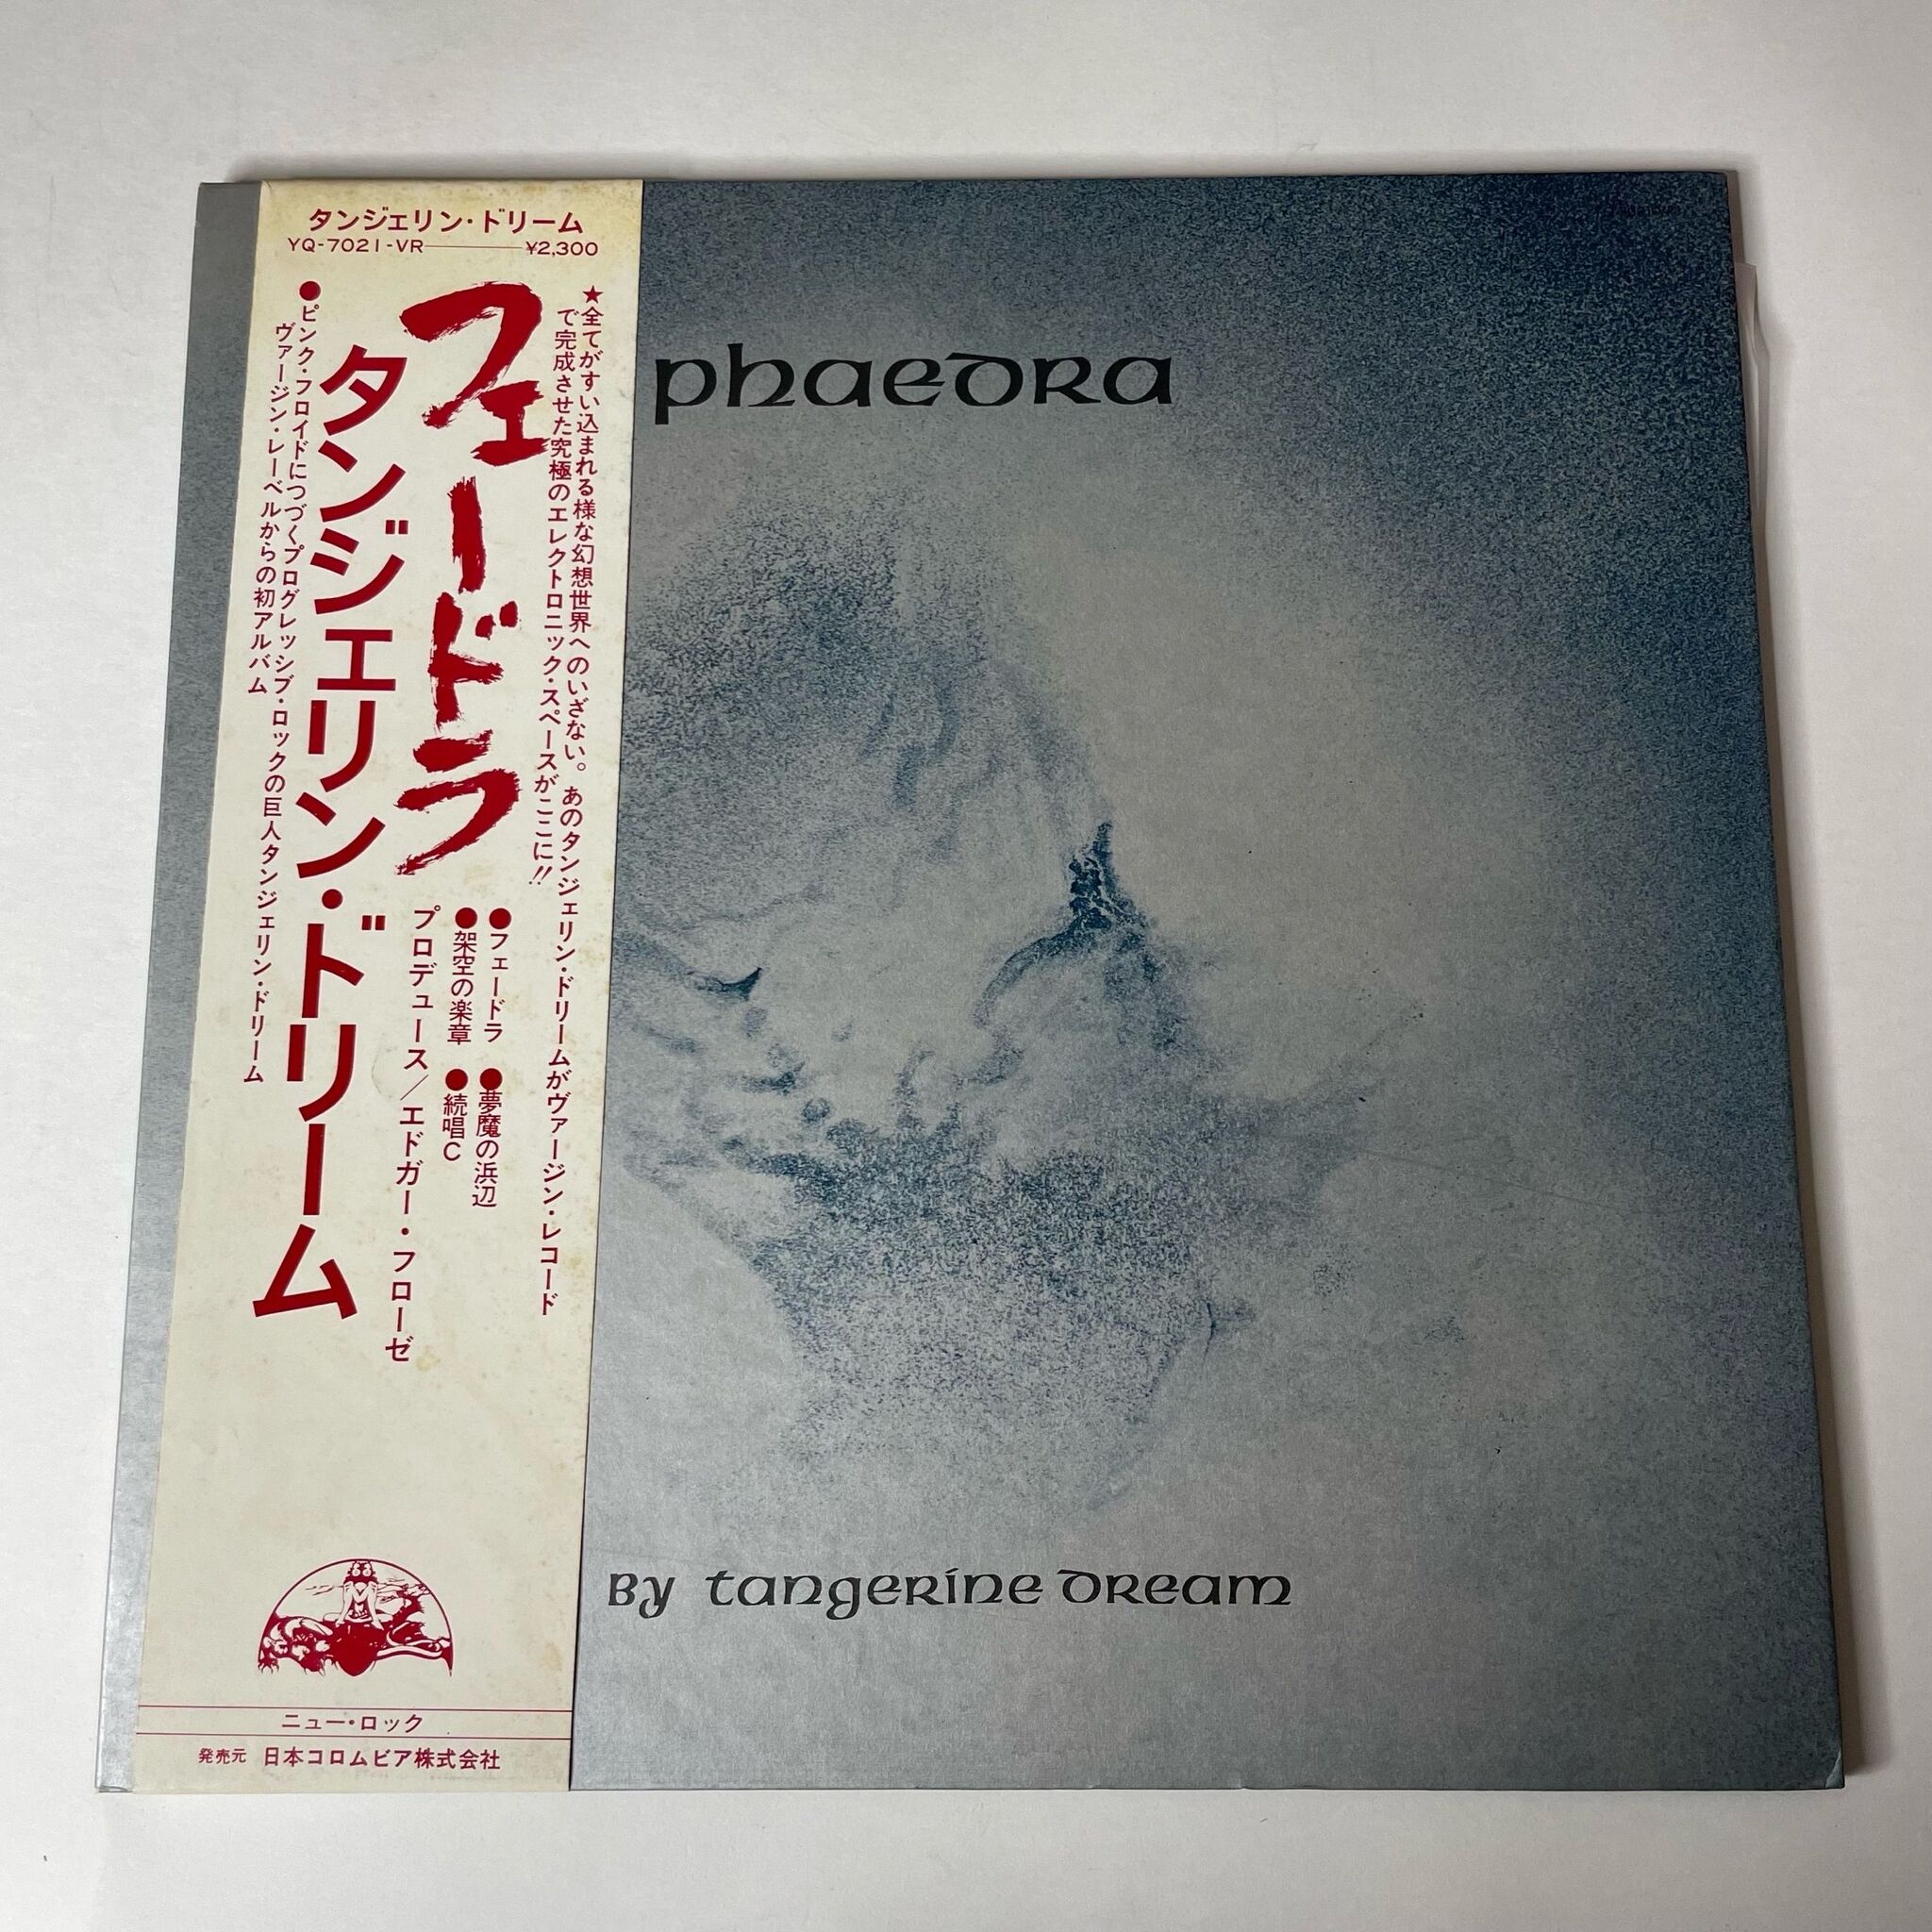 タンジェリン・ドリーム
YQ-7021-VR ¥2,300
★全てがすい込まれる様な幻想世界へのいざない。あのタンジェリン・ドリームがヴァージン・レコード
で完成させた究極のエレクトロニック・スペースがここに!!
フェードラ
タンジェリン・ドリーム
●ピンク・フロイドにつづくプログレッシブ・ロックの巨人タンジェリン・ドリーム
ヴァージン・レーベルからの初アルバム
●フェードラ ●夢魔の浜辺
●架空の楽章 ●続唱C
プロデュース/エドガー・フローゼ
ニュー・ロック
発売元 日本コロムビア株式会社
phaedra
By tangerine dream